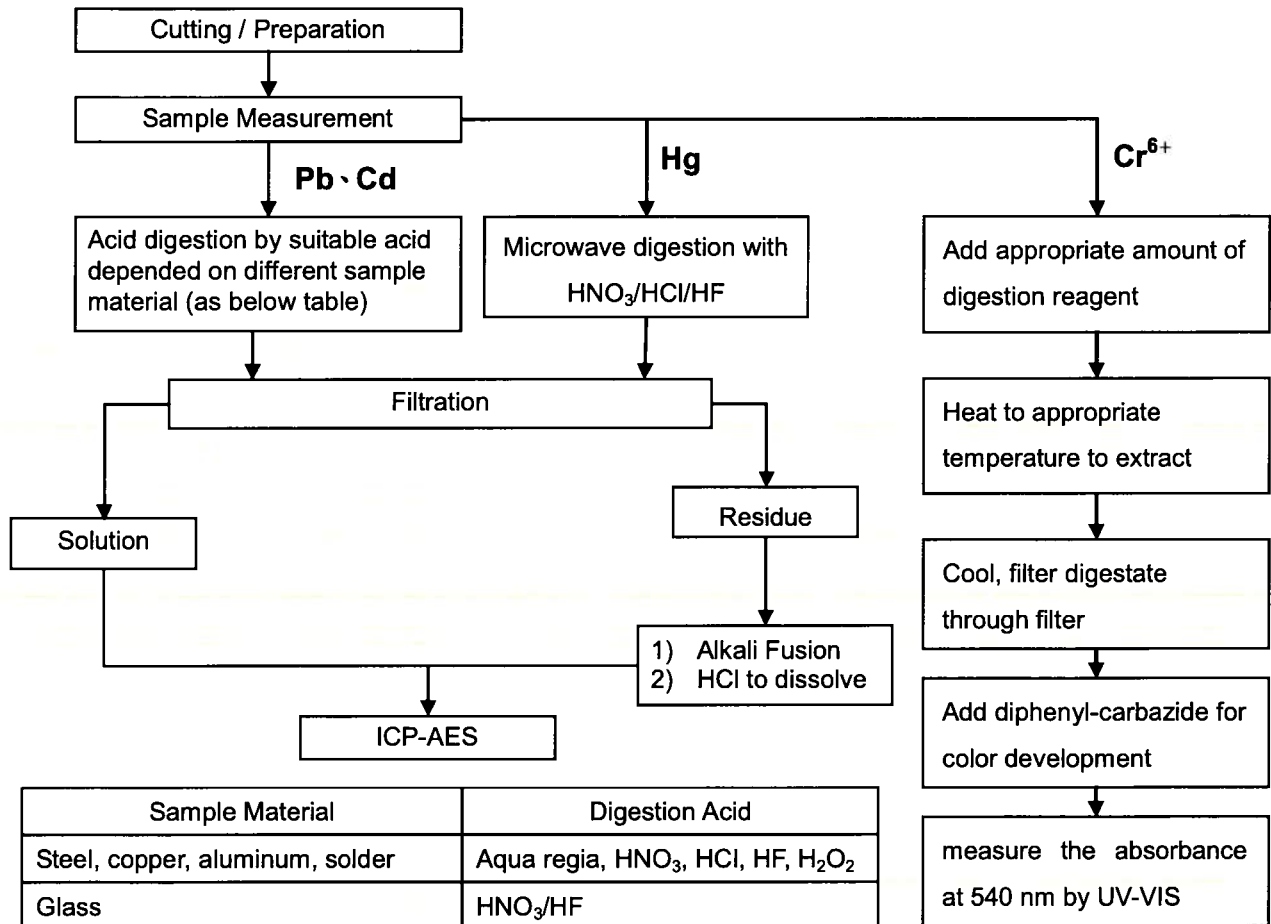 Cutting / Preparation
Sample Measurement
Pb、Cd
Hg
Cr⁶⁺
Acid digestion by suitable acid
depended on different sample
material (as below table)
Microwave digestion with
HNO₃/HCl/HF
Add appropriate amount of
digestion reagent
Filtration
Heat to appropriate
temperature to extract
Solution
Residue
Cool, filter digestate
through filter
1) Alkali Fusion
2) HCl to dissolve
ICP-AES
Add diphenyl-carbazide for
color development
measure the absorbance
at 540 nm by UV-VIS
Sample Material Digestion Acid
Steel, copper, aluminum, solder Aqua regia, HNO₃, HCl, HF, H₂O₂
Glass HNO₃/HF